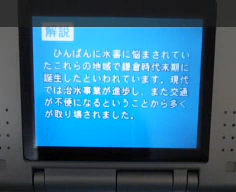 解説
ひんぱんに水害に悩まされてい
たこれらの地域で鎌倉時代末期に
誕生したといわれています。現代
では治水事業が進歩し、また交通
が不便になるということから多く
が取り壊されました。